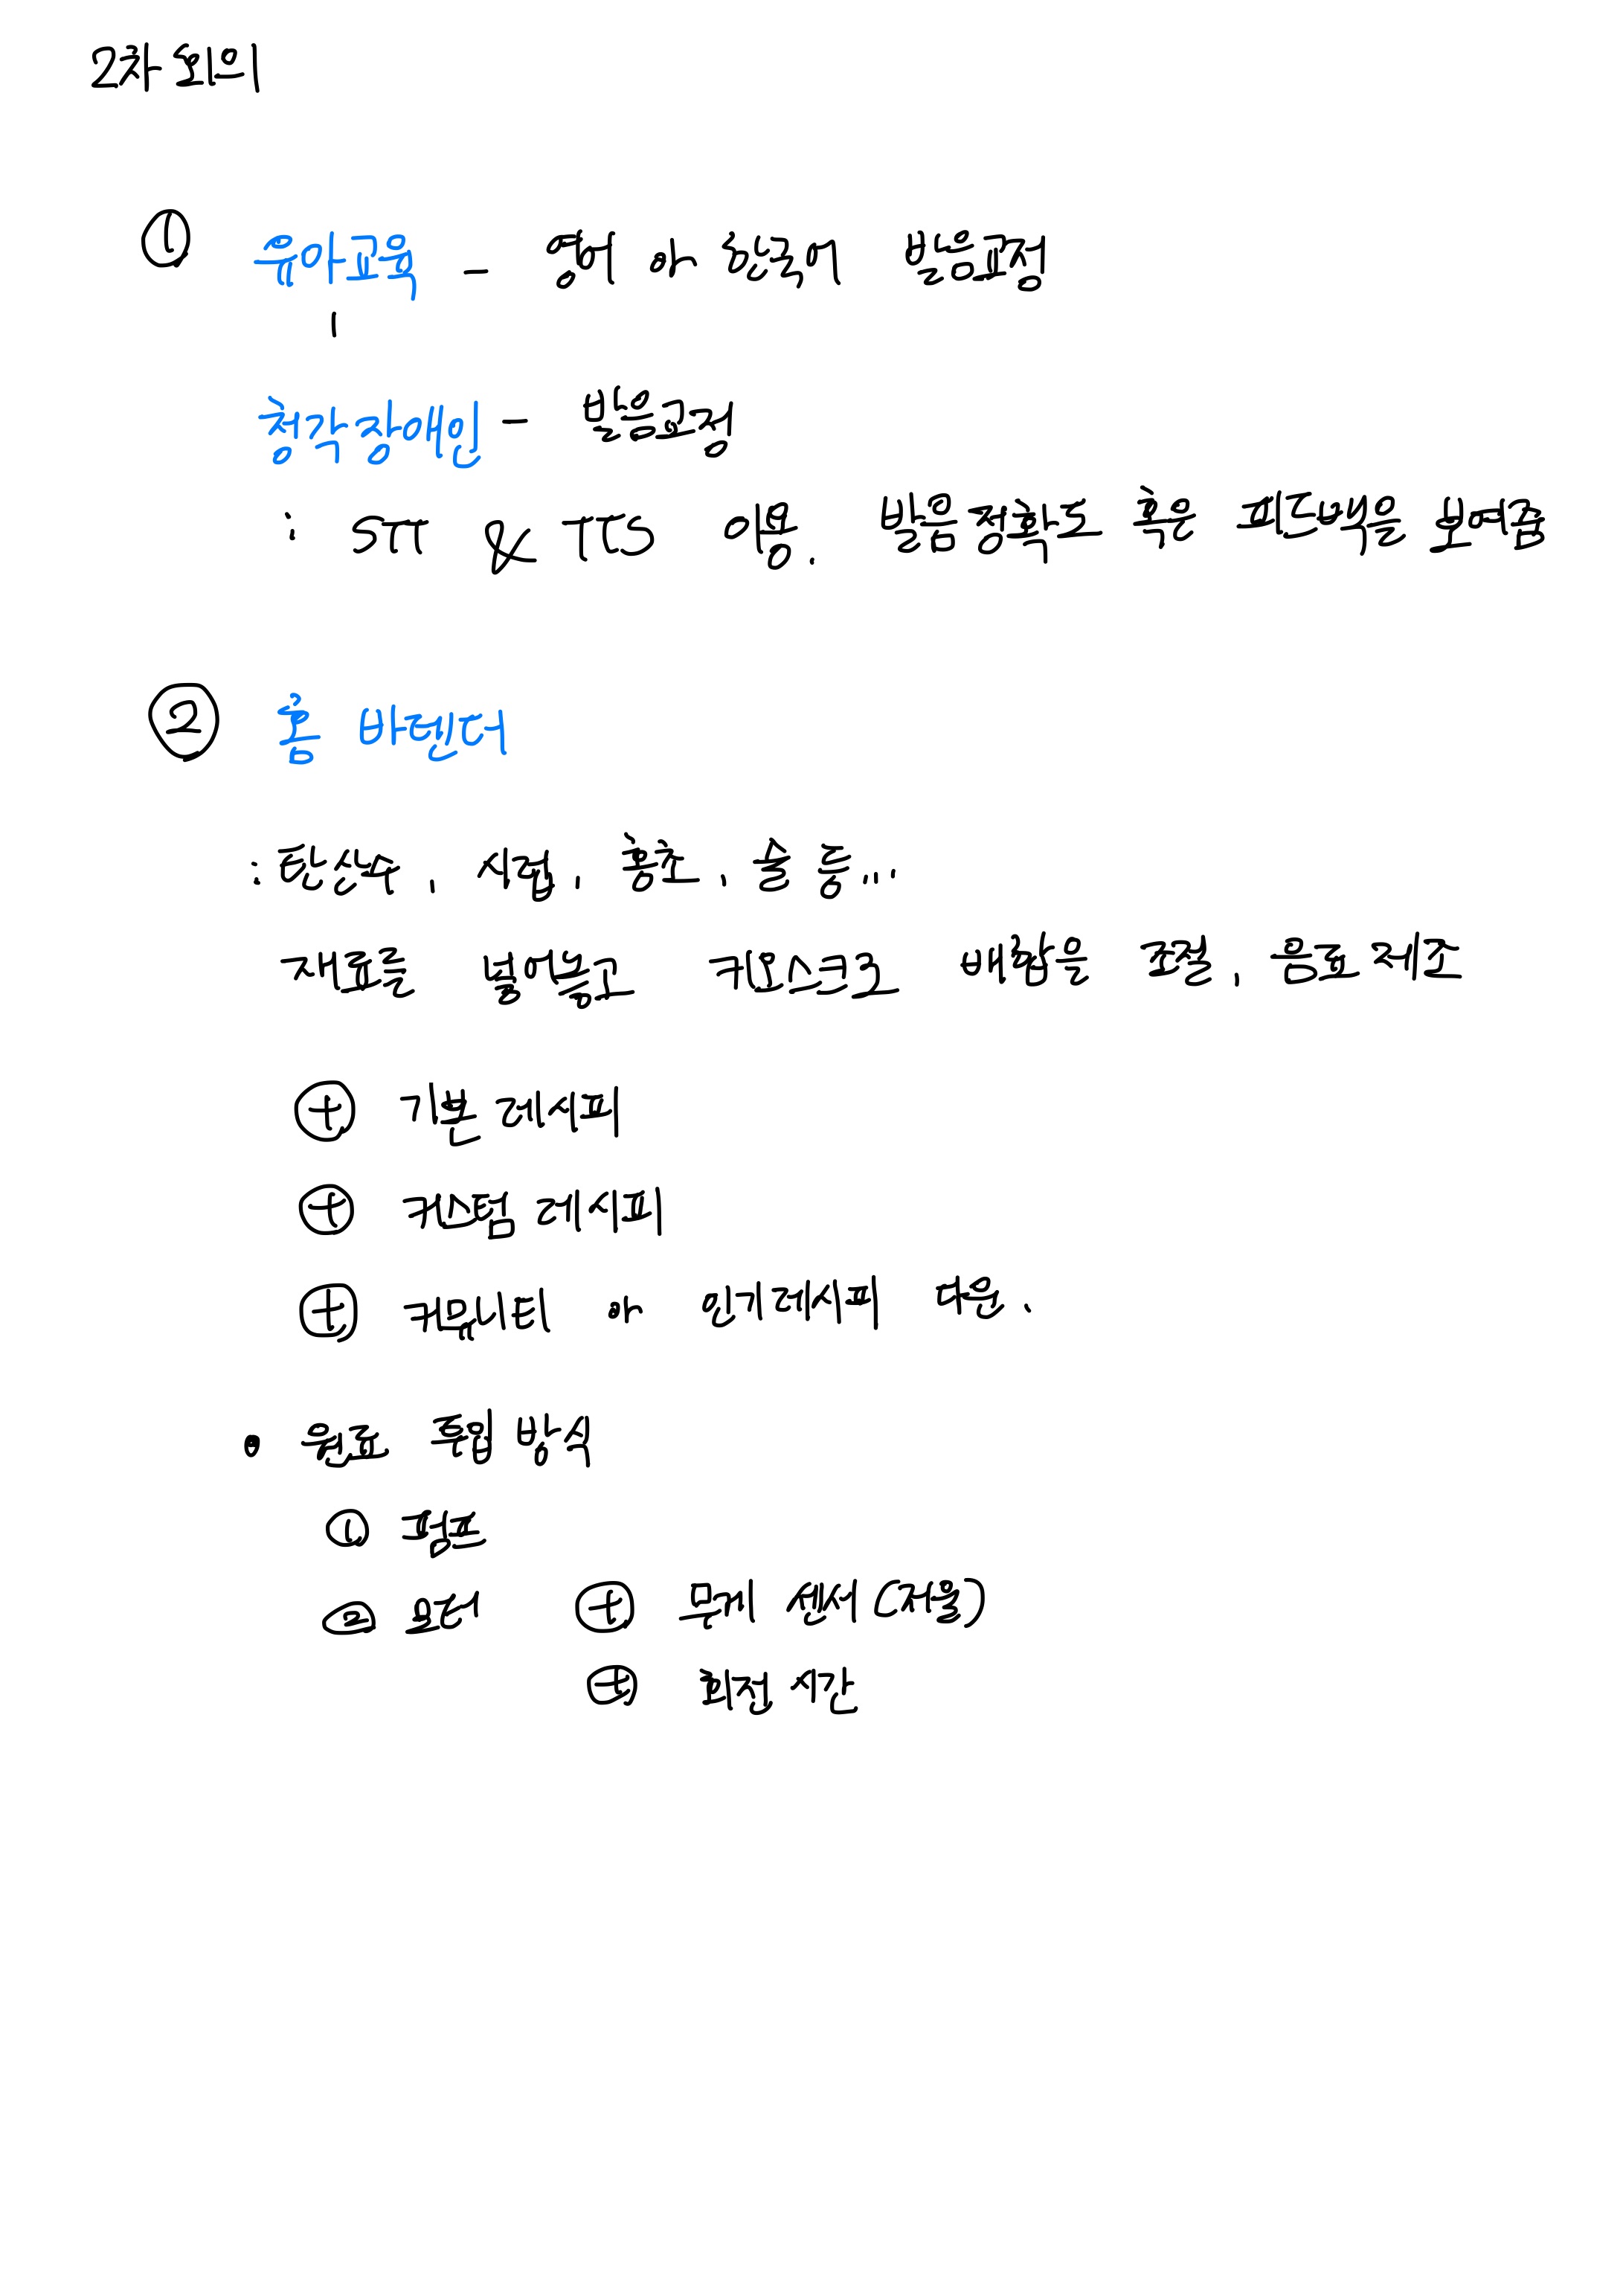 2차 회의
① 유아교육 - 영어 or 한국어 발음교정
청각장애인 - 발음교정
: STT & TTS 이용. 발음정확도 혹은 피드백을 보여줌
② 홈 바텐더
: 탄산수, 시럽, 홍초, 술 등...
재료를 넣어놓고 키오스크로 배합을 조절, 음료 제조
⊕ 기본 레시피
⊕ 커스텀 레시피
⊕ 커뮤니티 or 인기레시피 다운.
• 원료 투입 방식
① 펌프
② 모터 ⊕ 무게 센서 (저울)
⊕ 회전 시간